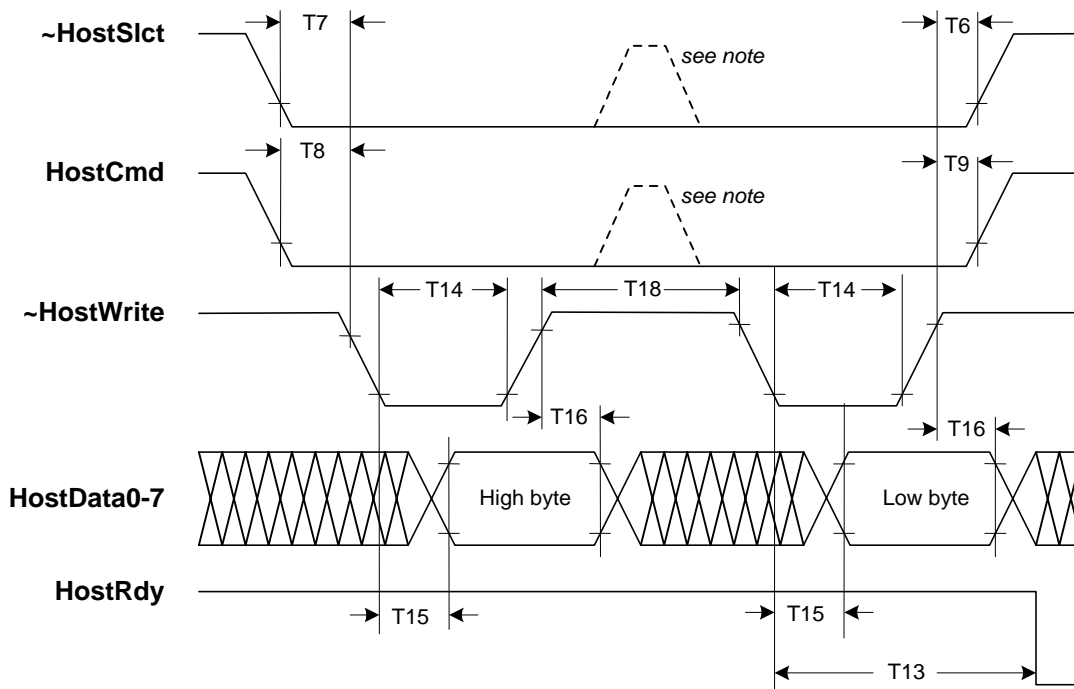 ~HostSlct
T7
see note
T6
HostCmd
T8
see note
T9
~HostWrite
T14
T18
T14
T16
T16
HostData0-7
High byte
Low byte
HostRdy
T15
T15
T13